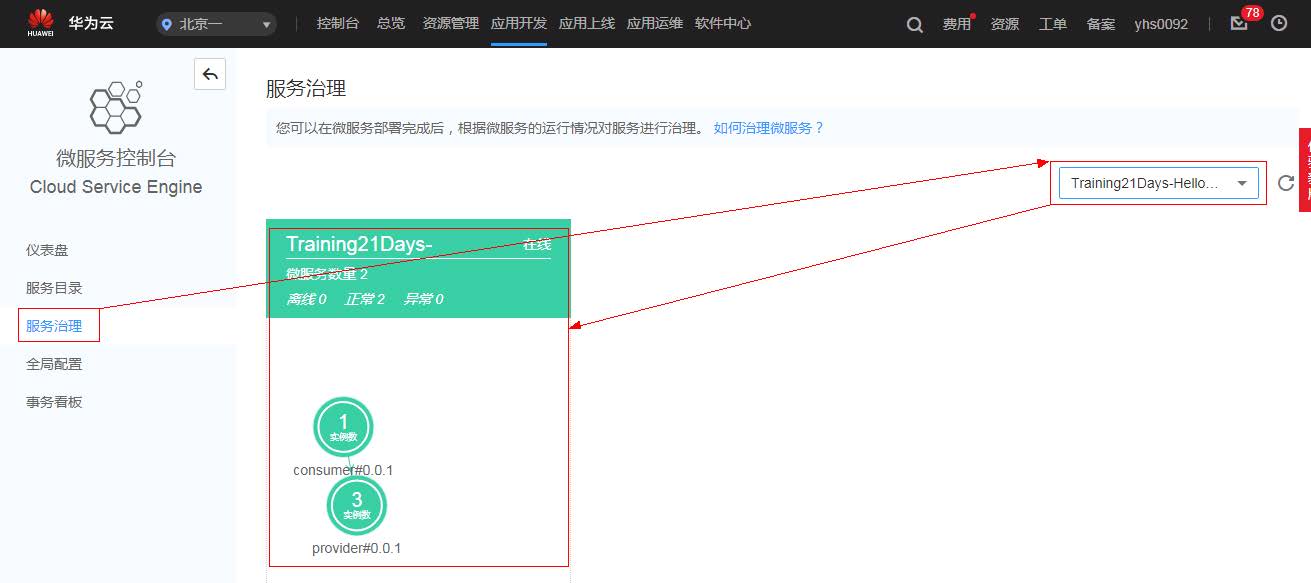 HUAWEI 华为云 北京一 控制台 总览 资源管理 应用开发 应用上线 应用运维 软件中心 费用 资源 工单 备案 yhs0092 78
微服务控制台
Cloud Service Engine
仪表盘
服务目录
服务治理
全局配置
事务看板
服务治理
您可以在微服务部署完成后，根据微服务的运行情况对服务进行治理。 如何治理微服务？
Training21Days-Hello...
Training21Days- 在线
微服务数量 2
离线 0 正常 2 异常 0
1
实例数
consumer#0.0.1
3
实例数
provider#0.0.1